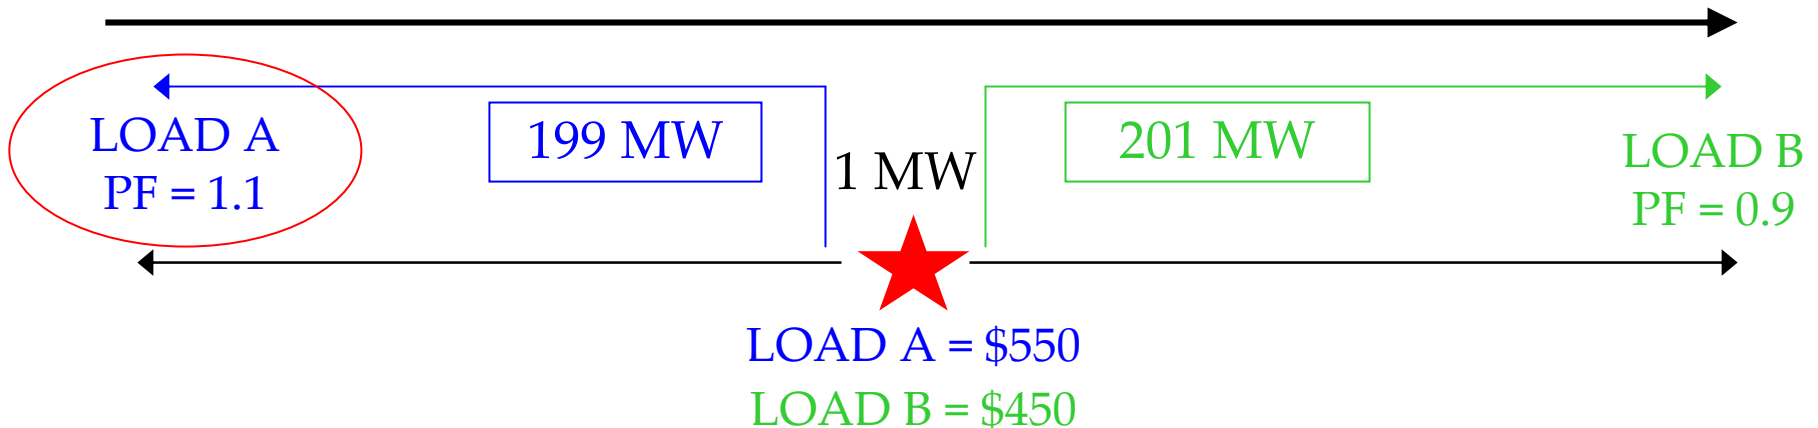 LOAD A
PF = 1.1
199 MW
1 MW
201 MW
LOAD B
PF = 0.9
LOAD A = $550
LOAD B = $450